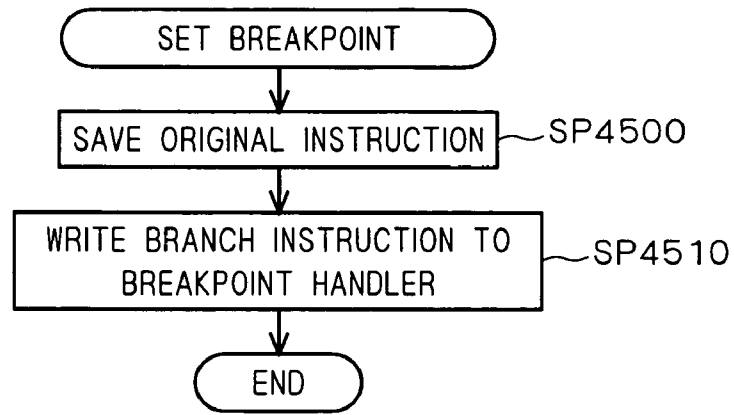 SET BREAKPOINT
SAVE ORIGINAL INSTRUCTION
SP4500
WRITE BRANCH INSTRUCTION TO
BREAKPOINT HANDLER
SP4510
END